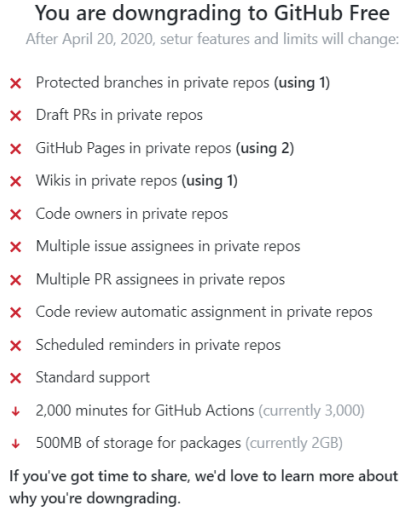 You are downgrading to GitHub Free
After April 20, 2020, setur features and limits will change:
Protected branches in private repos (using 1)
Draft PRs in private repos
GitHub Pages in private repos (using 2)
Wikis in private repos (using 1)
Code owners in private repos
Multiple issue assignees in private repos
Multiple PR assignees in private repos
Code review automatic assignment in private repos
Scheduled reminders in private repos
Standard support
2,000 minutes for GitHub Actions (currently 3,000)
500MB of storage for packages (currently 2GB)
If you've got time to share, we'd love to learn more about
why you're downgrading.